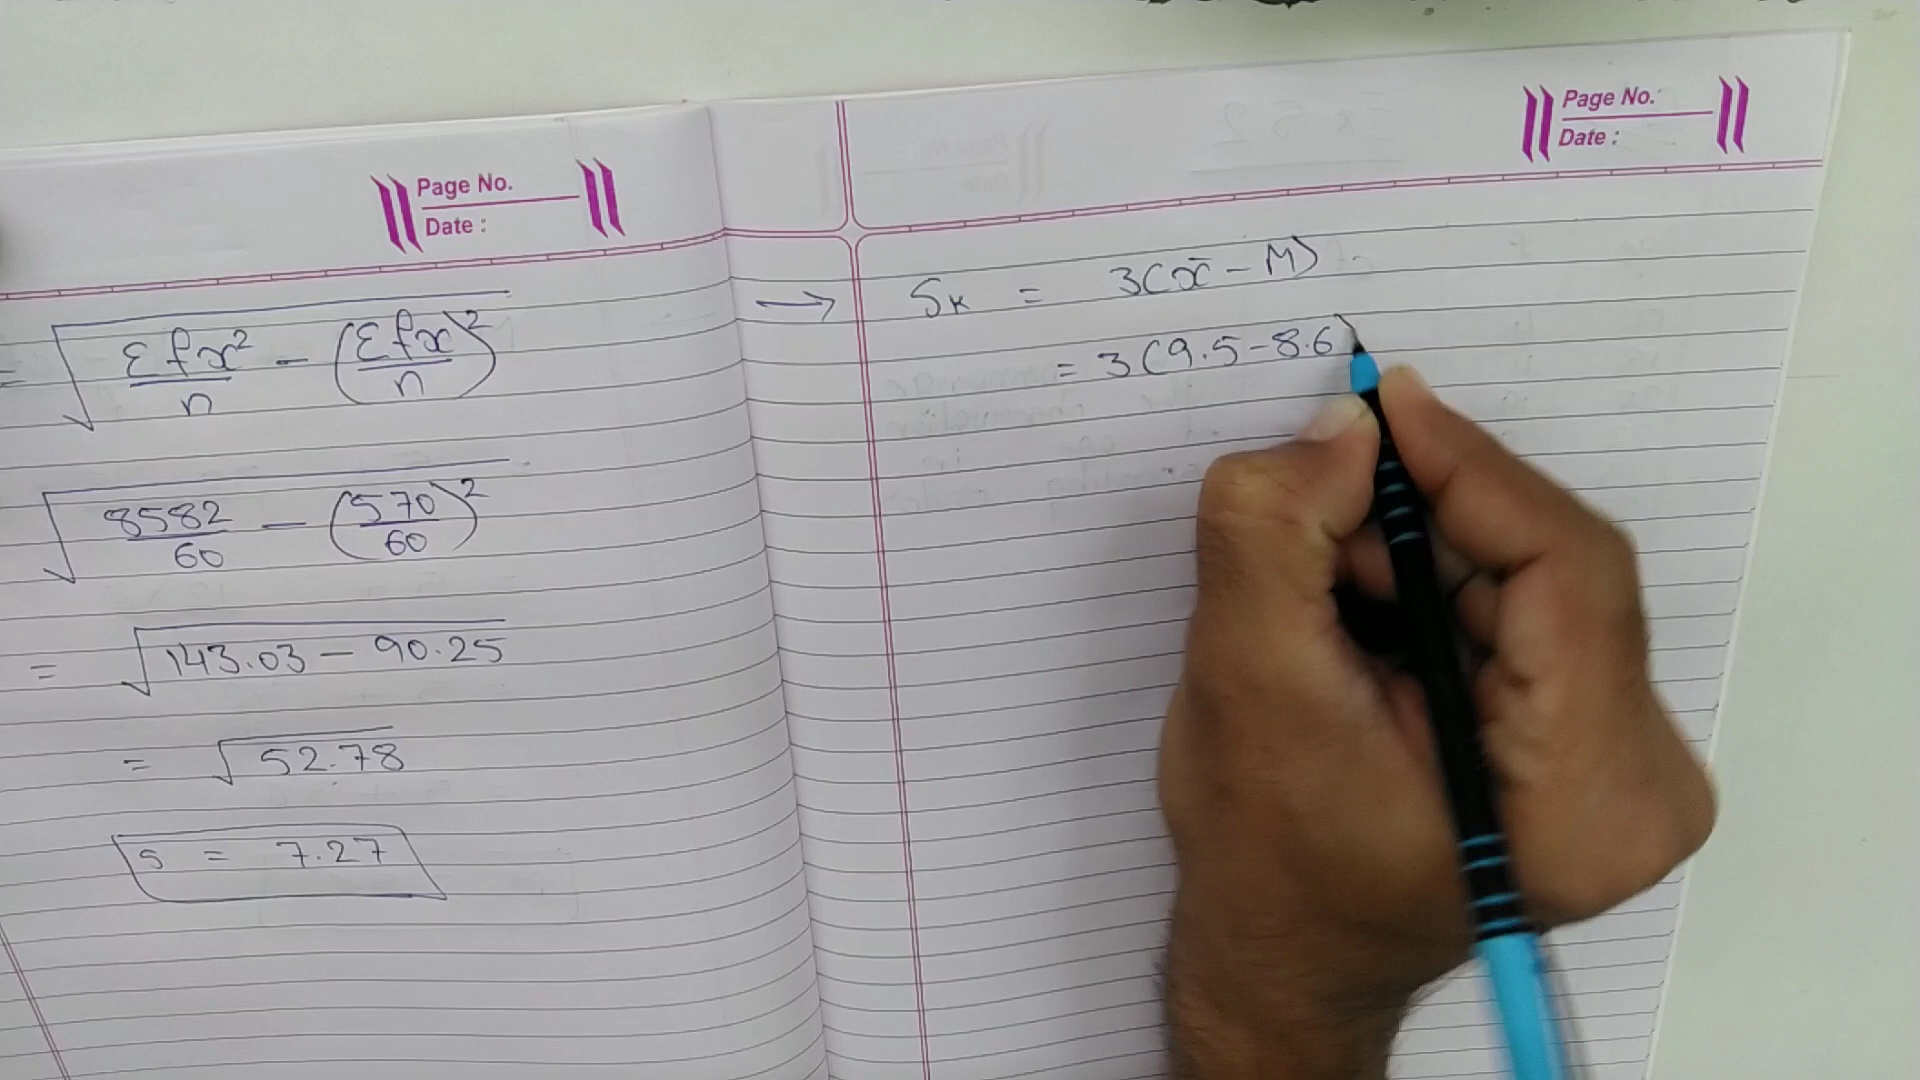 Page No.
Date :
= √(Σfx²/n − (Σfx/n)²)
√(8582/60 − (570/60)²)
= √143.03 − 90.25
= √52.78
s = 7.27
Page No.
Date :
→ Sk = 3(x̄ − M)
= 3(9.5 − 8.6)